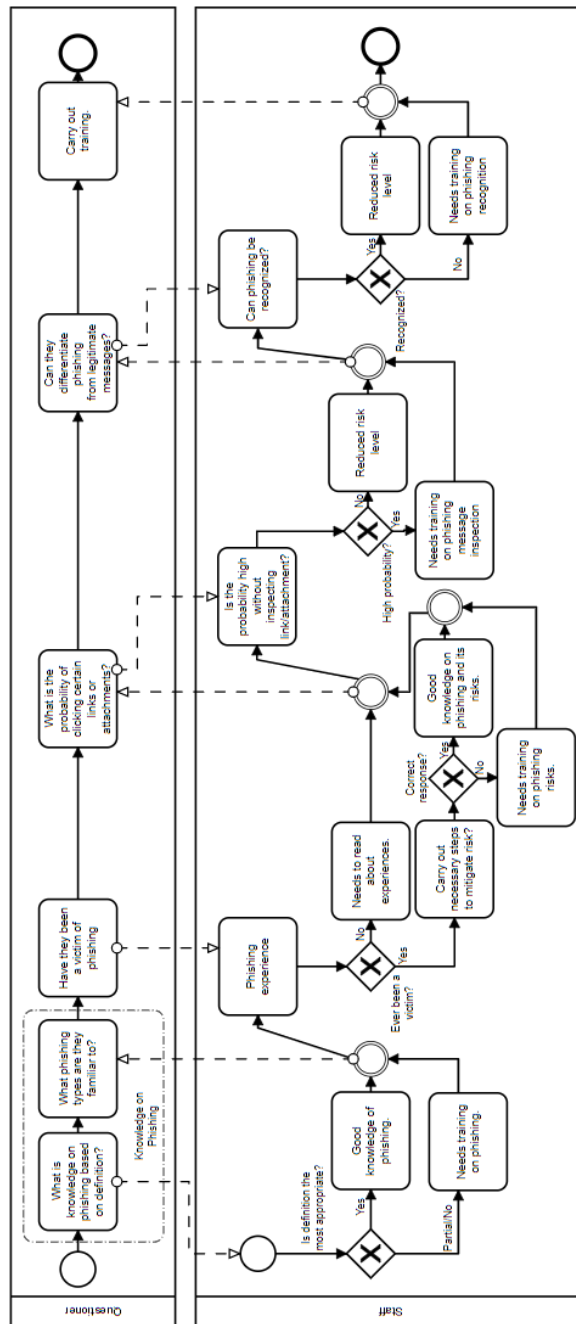 Questioner
What is
knowledge on
phishing based
on definition?
What phishing
types are they
familiar to?
Knowledge on
Phishing
Have they been
a victim of
phishing
What is the
probability of
clicking certain
links or
attachments?
Can they
differentiate
phishing
from legitimate
messages?
Carry out
training.
Staff
Is definition the
most appropriate?
Yes
Good
knowledge of
phishing.
Partial/No
Needs training
on phishing.
Phishing
experience
Ever been a
victim?
No
Needs to read
about
experiences.
Yes
Carry out
necessary steps
to mitigate risk?
Correct
response?
Yes
Good
knowledge on
phishing and its
risks.
No
Needs training
on phishing
risks.
Is the
probability high
without
inspecting
link/attachment?
High probability?
No
Reduced risk
level
Yes
Needs training
on phishing
message
inspection
Can phishing be
recognized?
Recognized?
Yes
Reduced risk
level
No
Needs training
on phishing
recognition